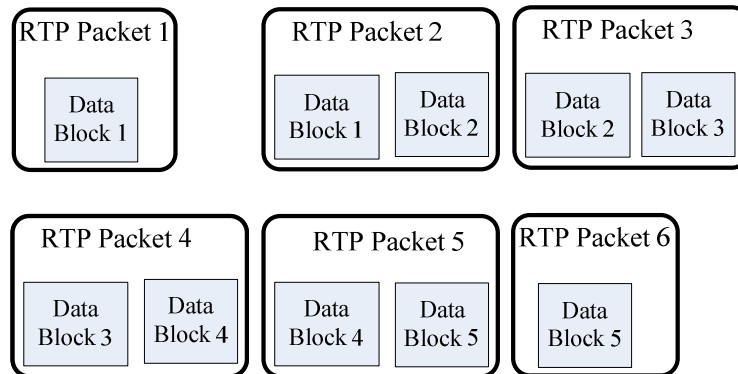 RTP Packet 1
Data
Block 1
RTP Packet 2
Data
Block 1
Data
Block 2
RTP Packet 3
Data
Block 2
Data
Block 3
RTP Packet 4
Data
Block 3
Data
Block 4
RTP Packet 5
Data
Block 4
Data
Block 5
RTP Packet 6
Data
Block 5